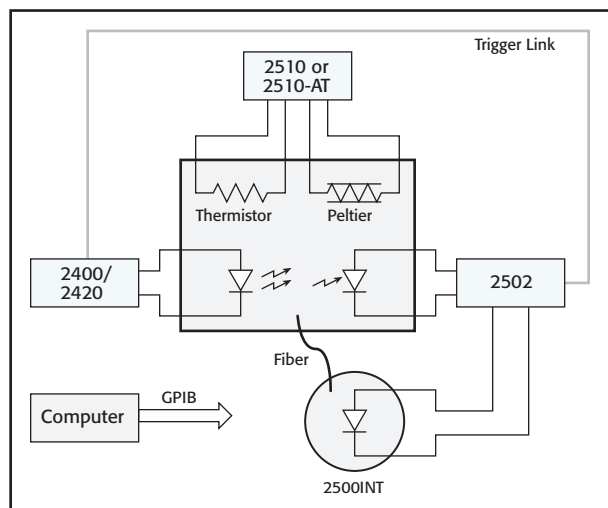 Trigger Link
2510 or
2510-AT
Thermistor
Peltier
2400/
2420
2502
Fiber
GPIB
Computer
2500INT